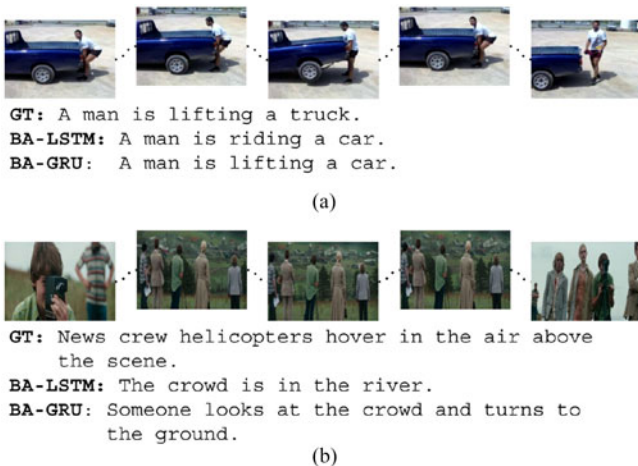 GT: A man is lifting a truck.
BA-LSTM: A man is riding a car.
BA-GRU: A man is lifting a car.
(a)
GT: News crew helicopters hover in the air above
the scene.
BA-LSTM: The crowd is in the river.
BA-GRU: Someone looks at the crowd and turns to
the ground.
(b)